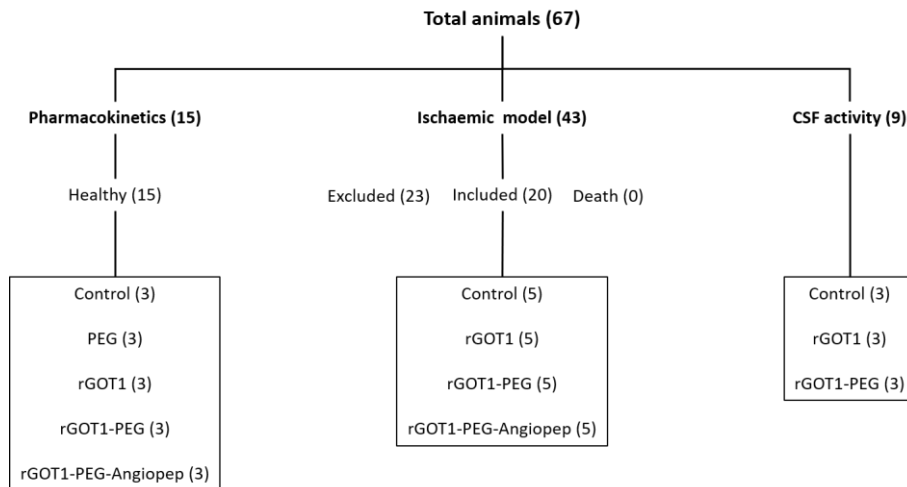 Total animals (67)
Pharmacokinetics (15)
Healthy (15)
Control (3)
PEG (3)
rGOT1 (3)
rGOT1-PEG (3)
rGOT1-PEG-Angiopep (3)
Ischaemic model (43)
Excluded (23) Included (20) Death (0)
Control (5)
rGOT1 (5)
rGOT1-PEG (5)
rGOT1-PEG-Angiopep (5)
CSF activity (9)
Control (3)
rGOT1 (3)
rGOT1-PEG (3)